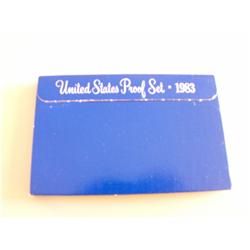 United States Proof Set • 1983